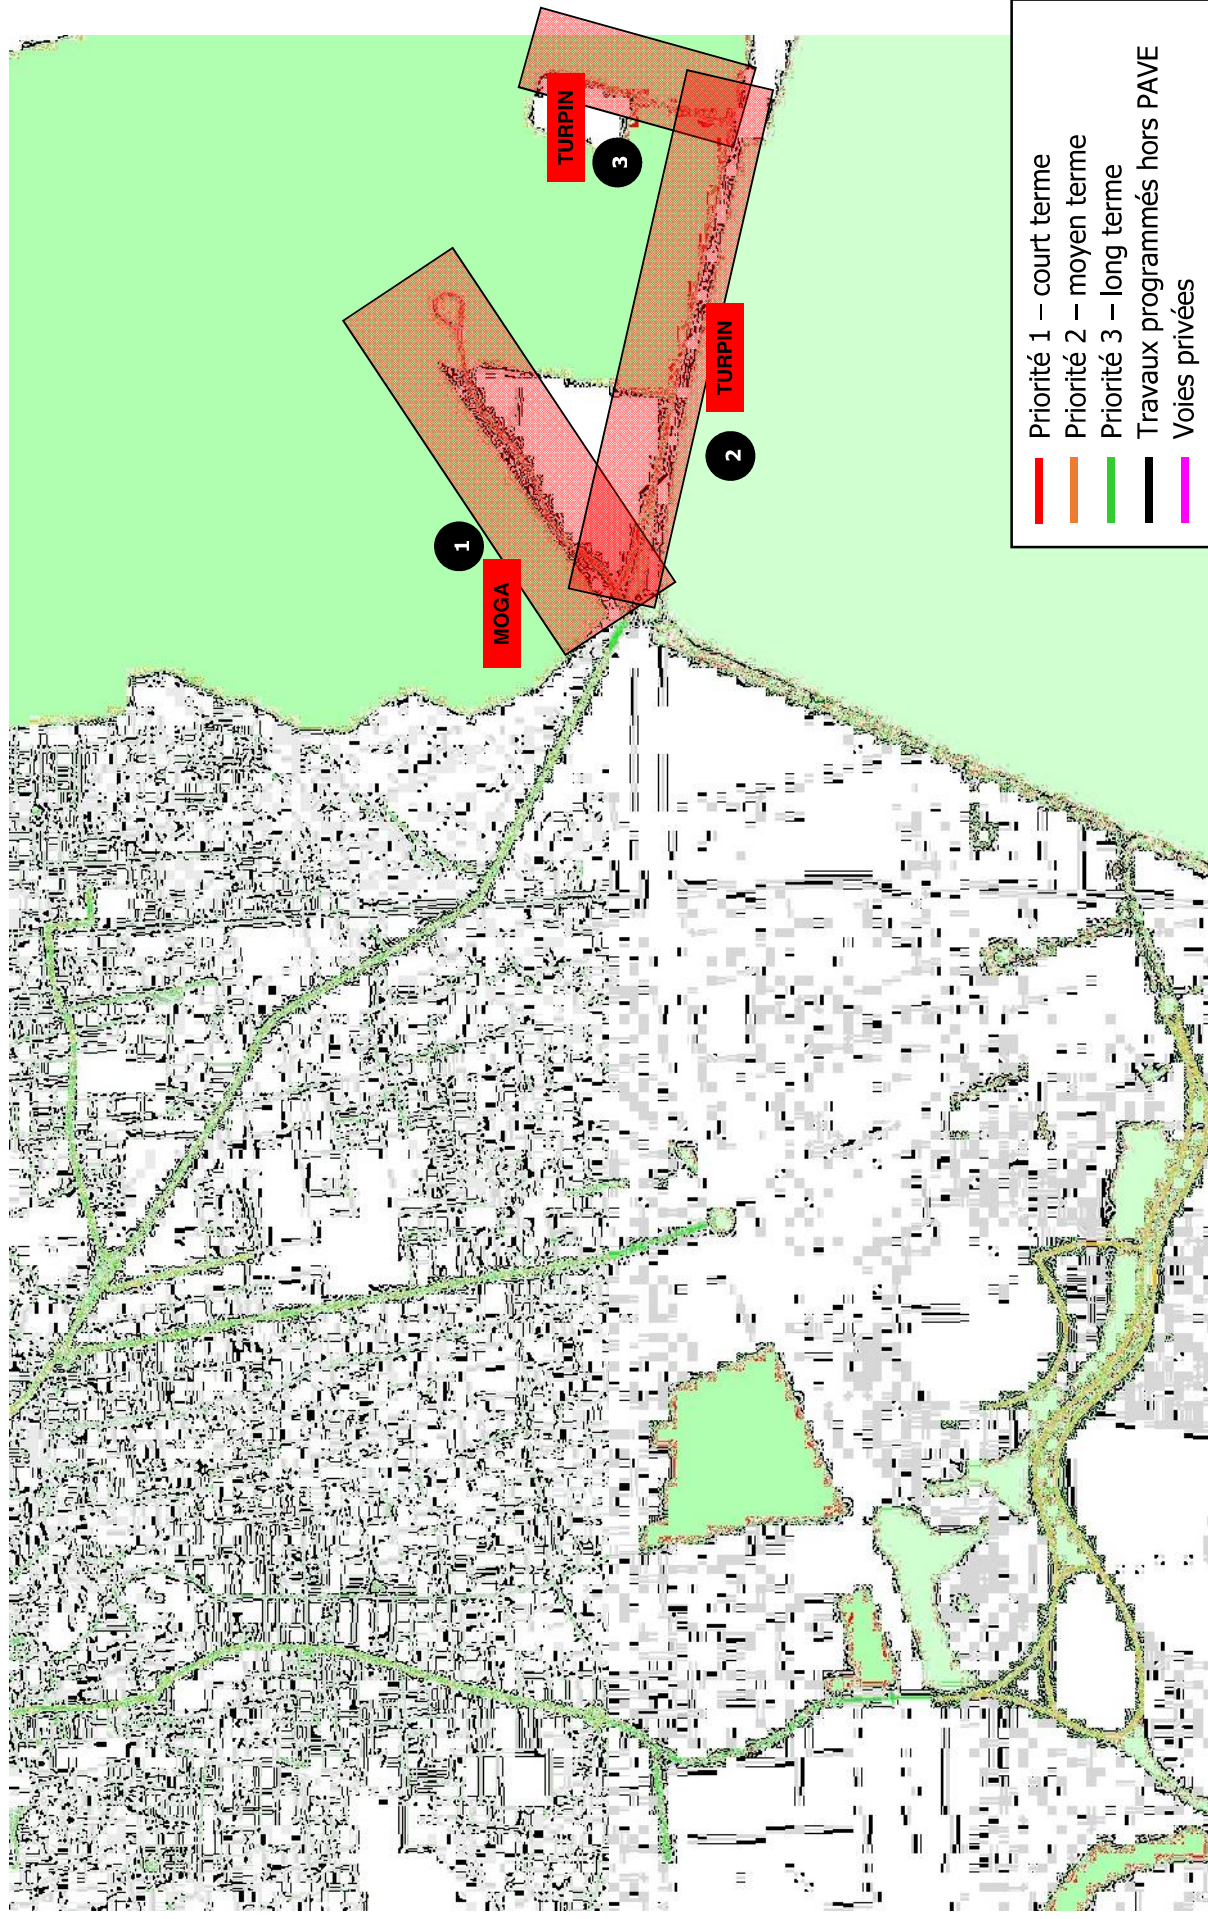 MOGA
1
TURPIN
2
TURPIN
3
Priorité 1 – court terme
Priorité 2 – moyen terme
Priorité 3 – long terme
Travaux programmés hors PAVE
Voies privées